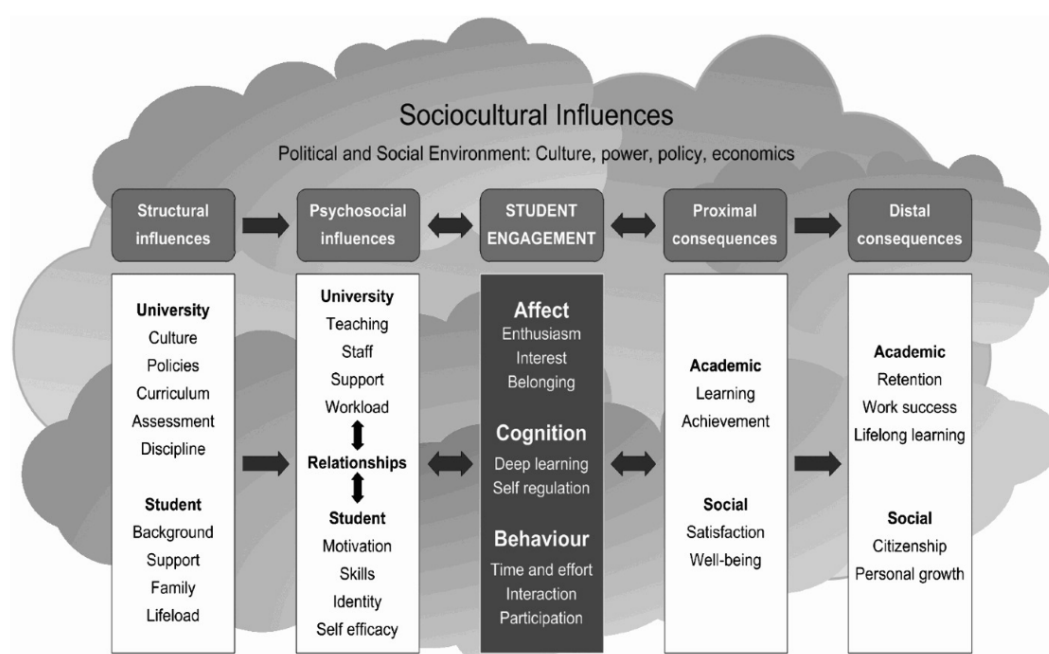 Sociocultural Influences
Political and Social Environment: Culture, power, policy, economics
Structural
influences
Psychosocial
influences
STUDENT
ENGAGEMENT
Proximal
consequences
Distal
consequences
University
Culture
Policies
Curriculum
Assessment
Discipline
Student
Background
Support
Family
Lifeload
University
Teaching
Staff
Support
Workload
Relationships
Student
Motivation
Skills
Identity
Self efficacy
Affect
Enthusiasm
Interest
Belonging
Cognition
Deep learning
Self regulation
Behaviour
Time and effort
Interaction
Participation
Academic
Learning
Achievement
Social
Satisfaction
Well-being
Academic
Retention
Work success
Lifelong learning
Social
Citizenship
Personal growth